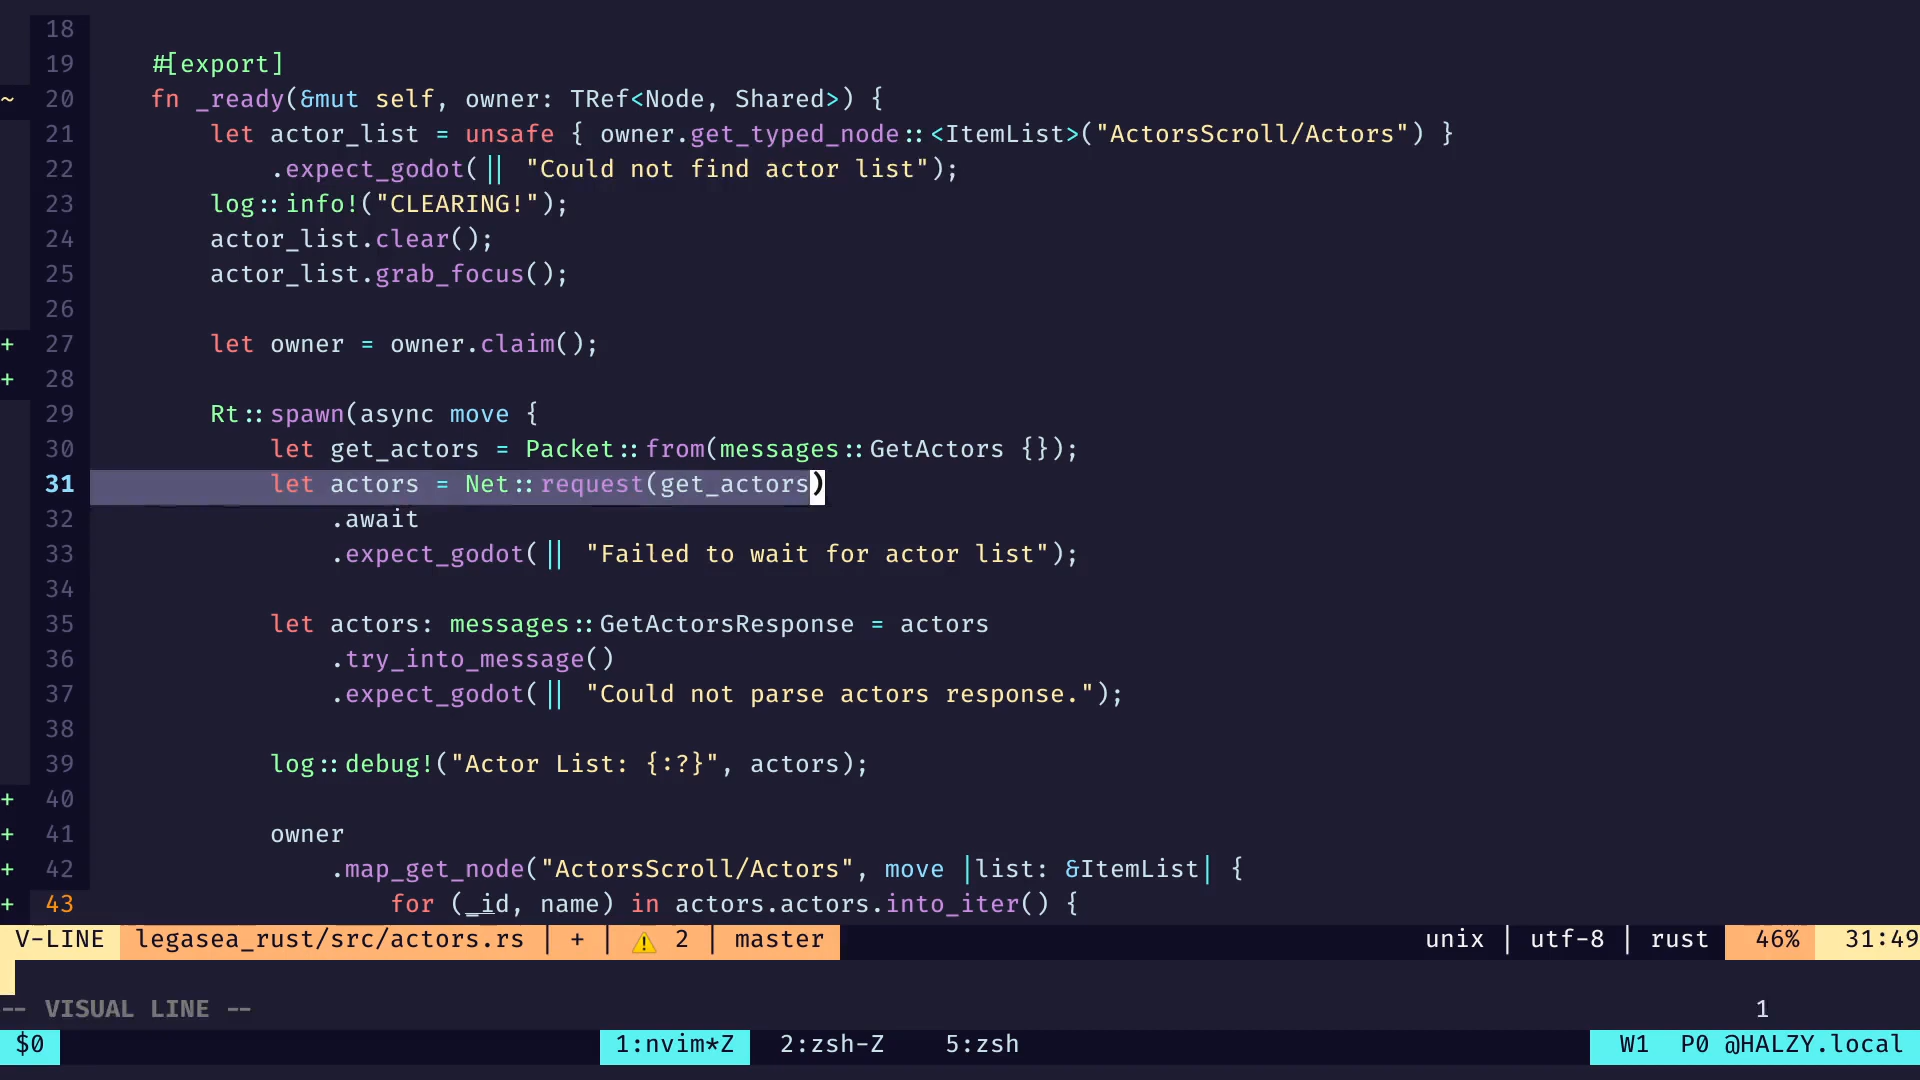 18
19 #[export]
~ 20 fn _ready(&mut self, owner: TRef<Node, Shared>) {
21 let actor_list = unsafe { owner.get_typed_node::<ItemList>("ActorsScroll/Actors") }
22 .expect_godot(|| "Could not find actor list");
23 log::info!("CLEARING!");
24 actor_list.clear();
25 actor_list.grab_focus();
26
+ 27 let owner = owner.claim();
+ 28
29 Rt::spawn(async move {
30 let get_actors = Packet::from(messages::GetActors {});
31 let actors = Net::request(get_actors)
32 .await
33 .expect_godot(|| "Failed to wait for actor list");
34
35 let actors: messages::GetActorsResponse = actors
36 .try_into_message()
37 .expect_godot(|| "Could not parse actors response.");
38
39 log::debug!("Actor List: {:?}", actors);
+ 40
+ 41 owner
+ 42 .map_get_node("ActorsScroll/Actors", move |list: &ItemList| {
+ 43 for (_id, name) in actors.actors.into_iter() {
V-LINE legasea_rust/src/actors.rs | + | ⚠ 2 | master unix | utf-8 | rust 46% 31:49
-- VISUAL LINE -- 1
$0 1:nvim*Z 2:zsh-Z 5:zsh W1 P0 @HALZY.local